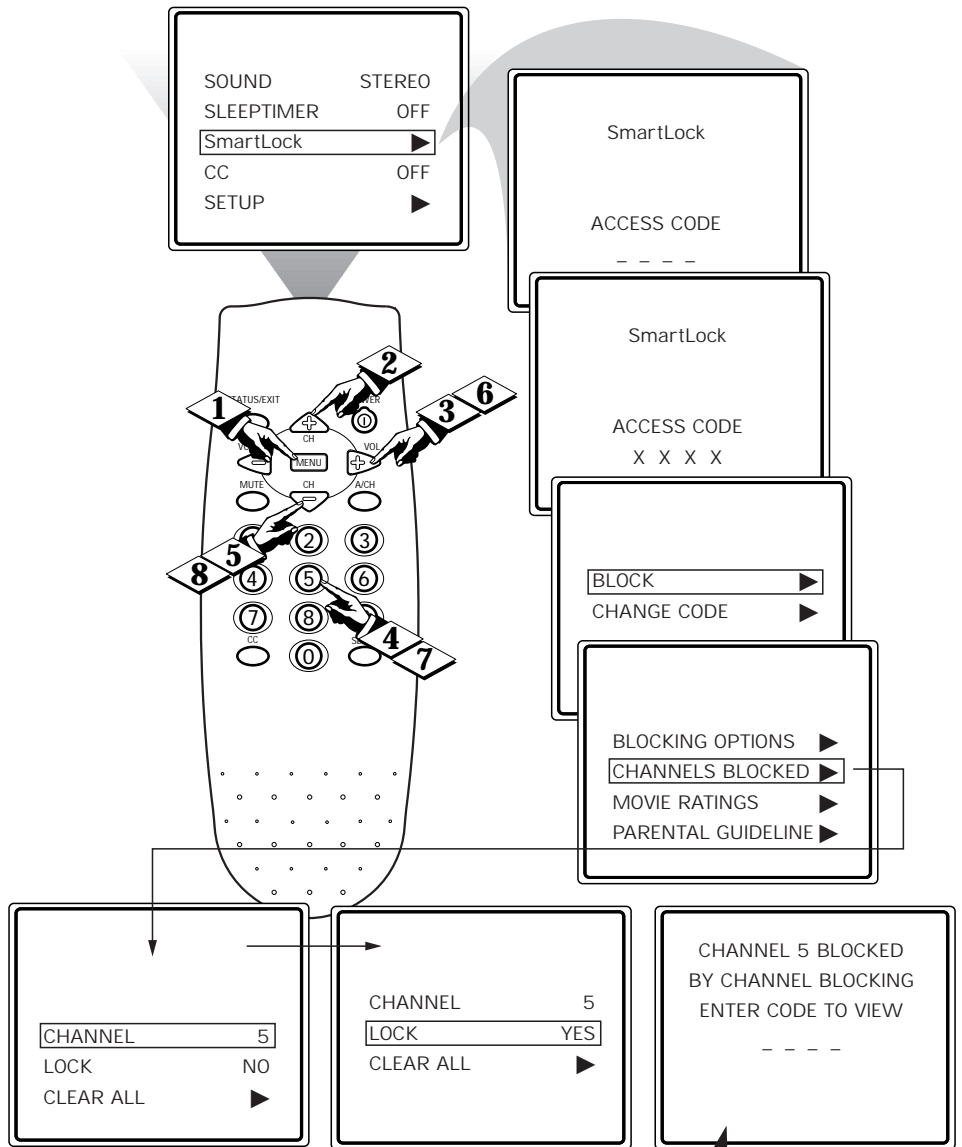 SOUND STEREO
SLEEPTIMER OFF
SmartLock ▶
CC OFF
SETUP ▶
SmartLock
ACCESS CODE
_ _ _ _
SmartLock
ACCESS CODE
X X X X
BLOCK ▶
CHANGE CODE ▶
BLOCKING OPTIONS ▶
CHANNELS BLOCKED ▶
MOVIE RATINGS ▶
PARENTAL GUIDELINE ▶
2
1
3 6
CH
VOL
MENU
MUTE
CH
A/CH
2 3
8 5
4 5 6
7 8
4 7
CC
0
CHANNEL 5
LOCK NO
CLEAR ALL ▶
CHANNEL 5
LOCK YES
CLEAR ALL ▶
CHANNEL 5 BLOCKED
BY CHANNEL BLOCKING
ENTER CODE TO VIEW
_ _ _ _